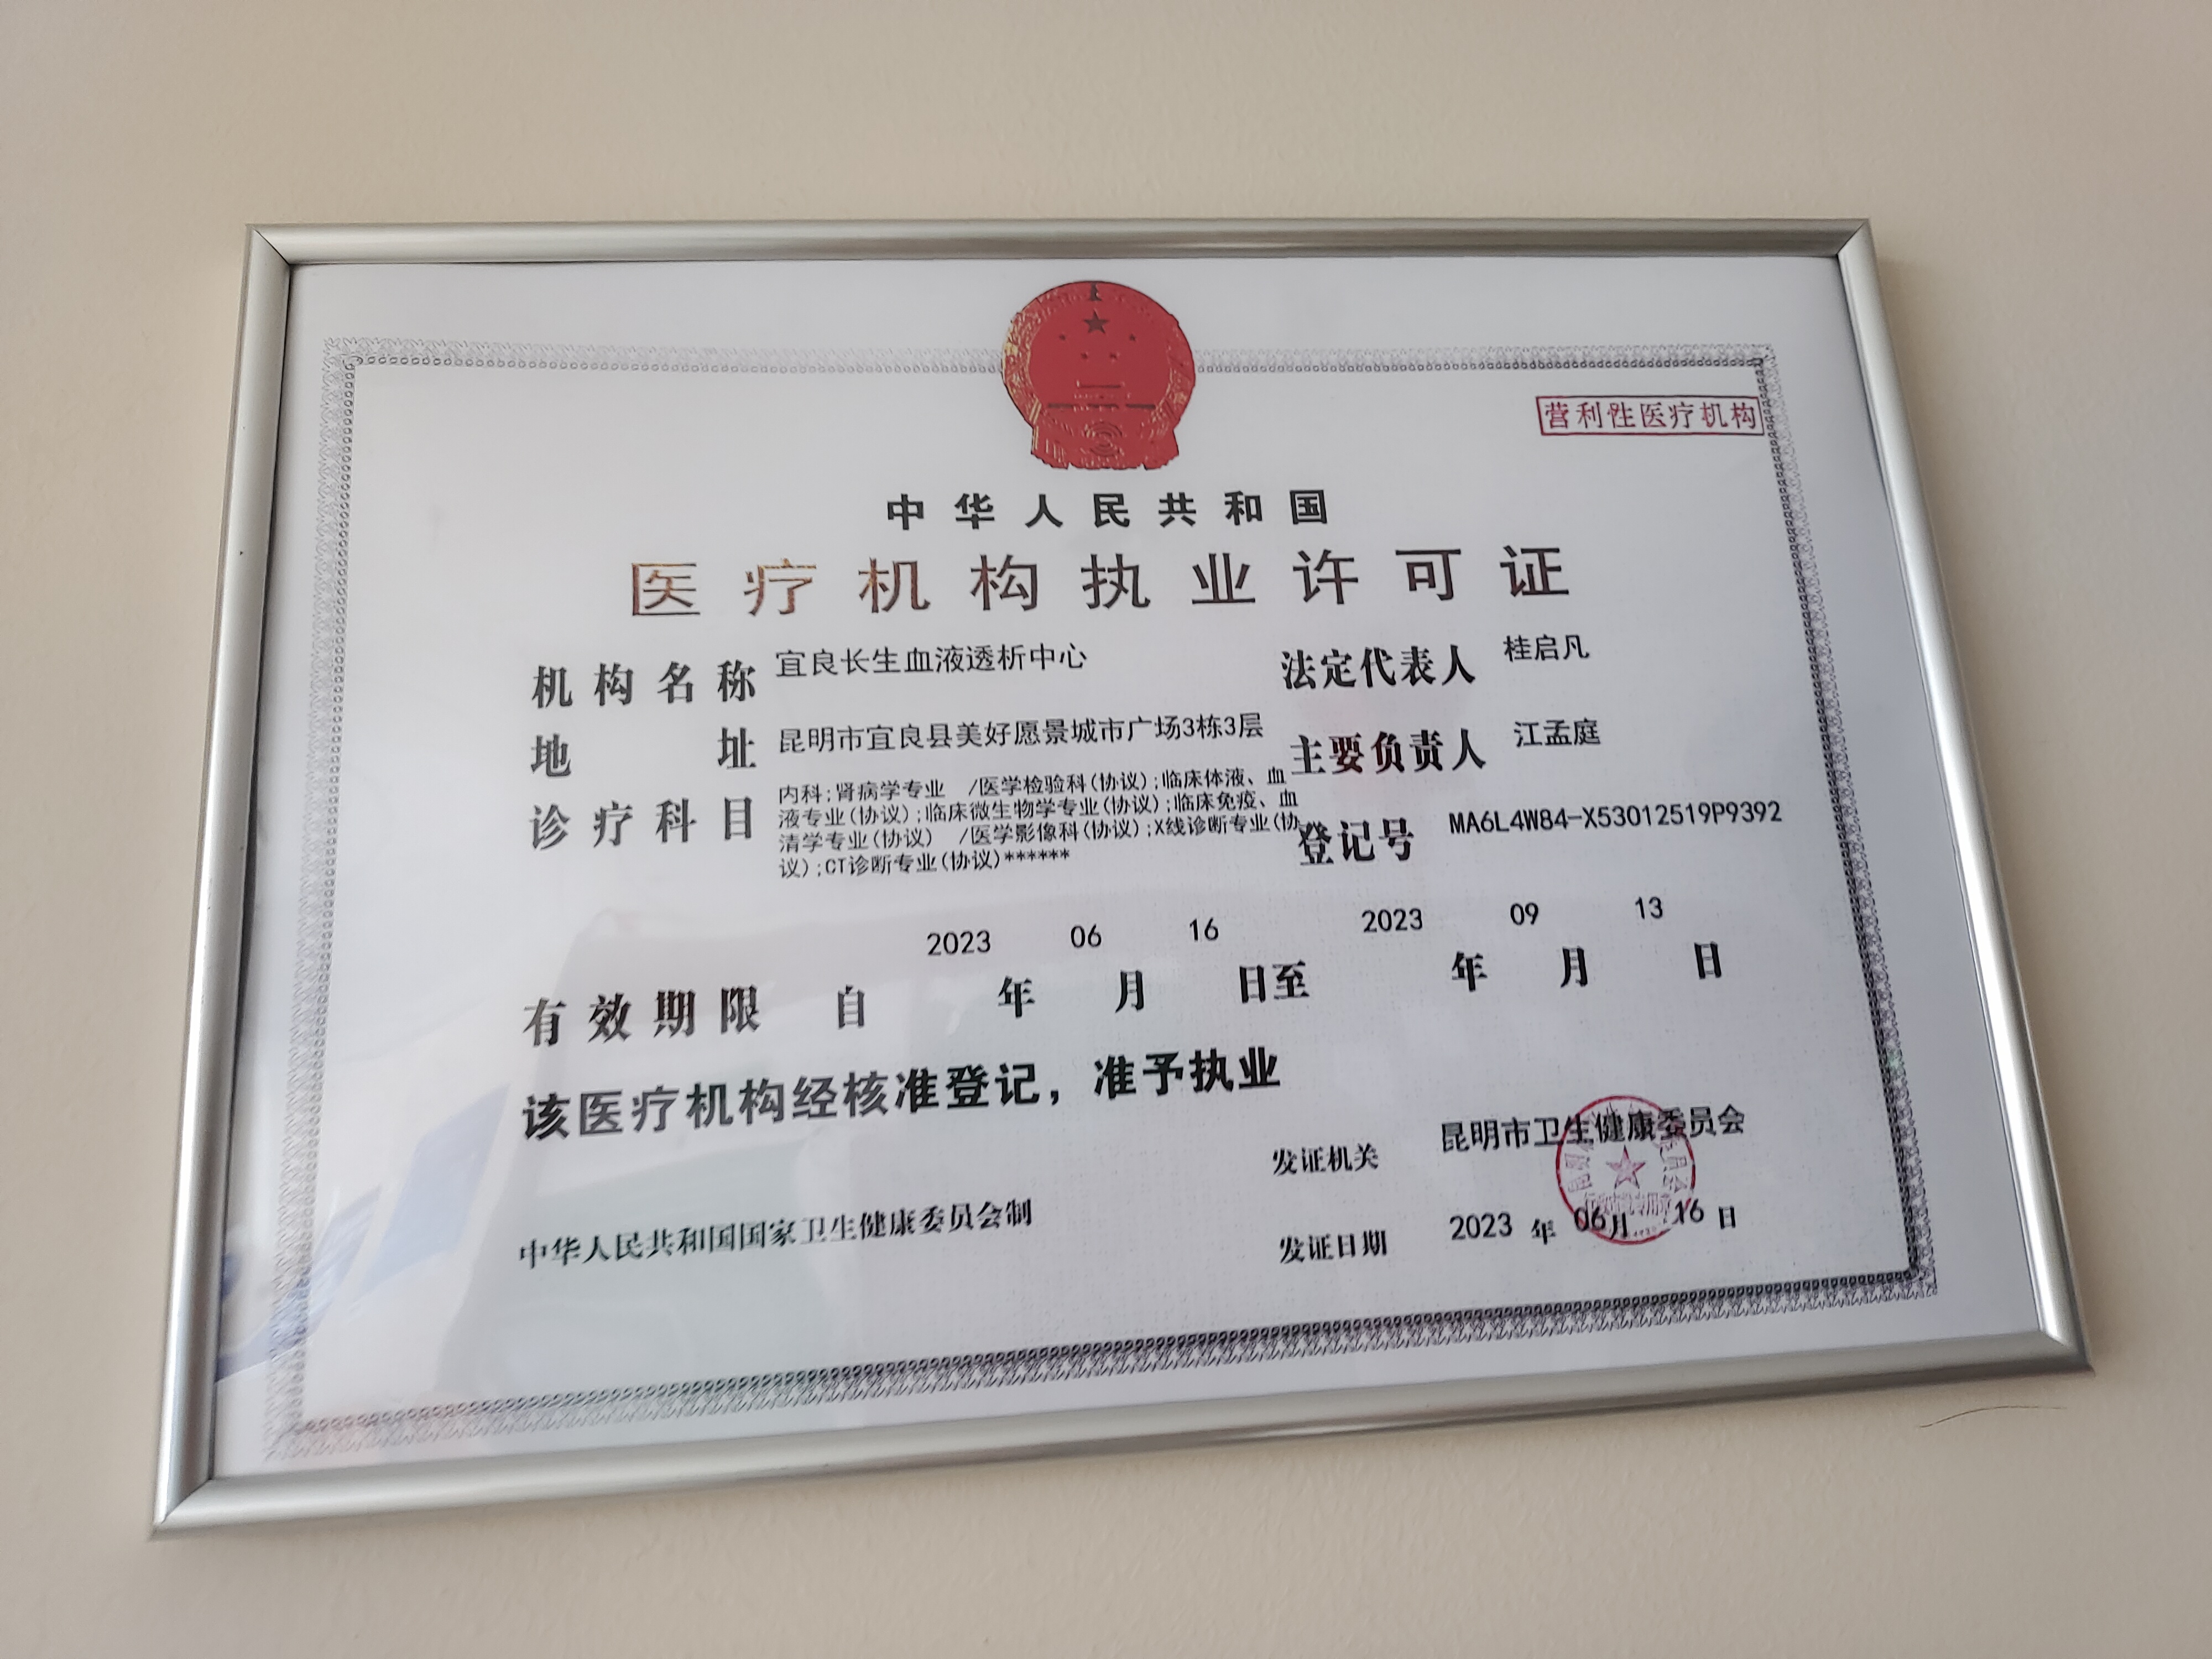 营利性医疗机构
中华人民共和国
医疗机构执业许可证
机构名称 宜良长生血液透析中心
法定代表人 桂启凡
地址 昆明市宜良县美好愿景城市广场3栋3层
主要负责人 江孟庭
诊疗科目 内科;肾病学专业 /医学检验科(协议);临床体液、血
液专业(协议);临床微生物学专业(协议);临床免疫、血
清学专业(协议) /医学影像科(协议);X线诊断专业(协
议);CT诊断专业(协议)******
登记号 MA6L4W84-X53012519P9392
有效期限 自 2023 年 06 月 16 日至 2023 年 09 月 13 日
该医疗机构经核准登记，准予执业
发证机关 昆明市卫生健康委员会
中华人民共和国国家卫生健康委员会制
发证日期 2023 年 06 月 16 日